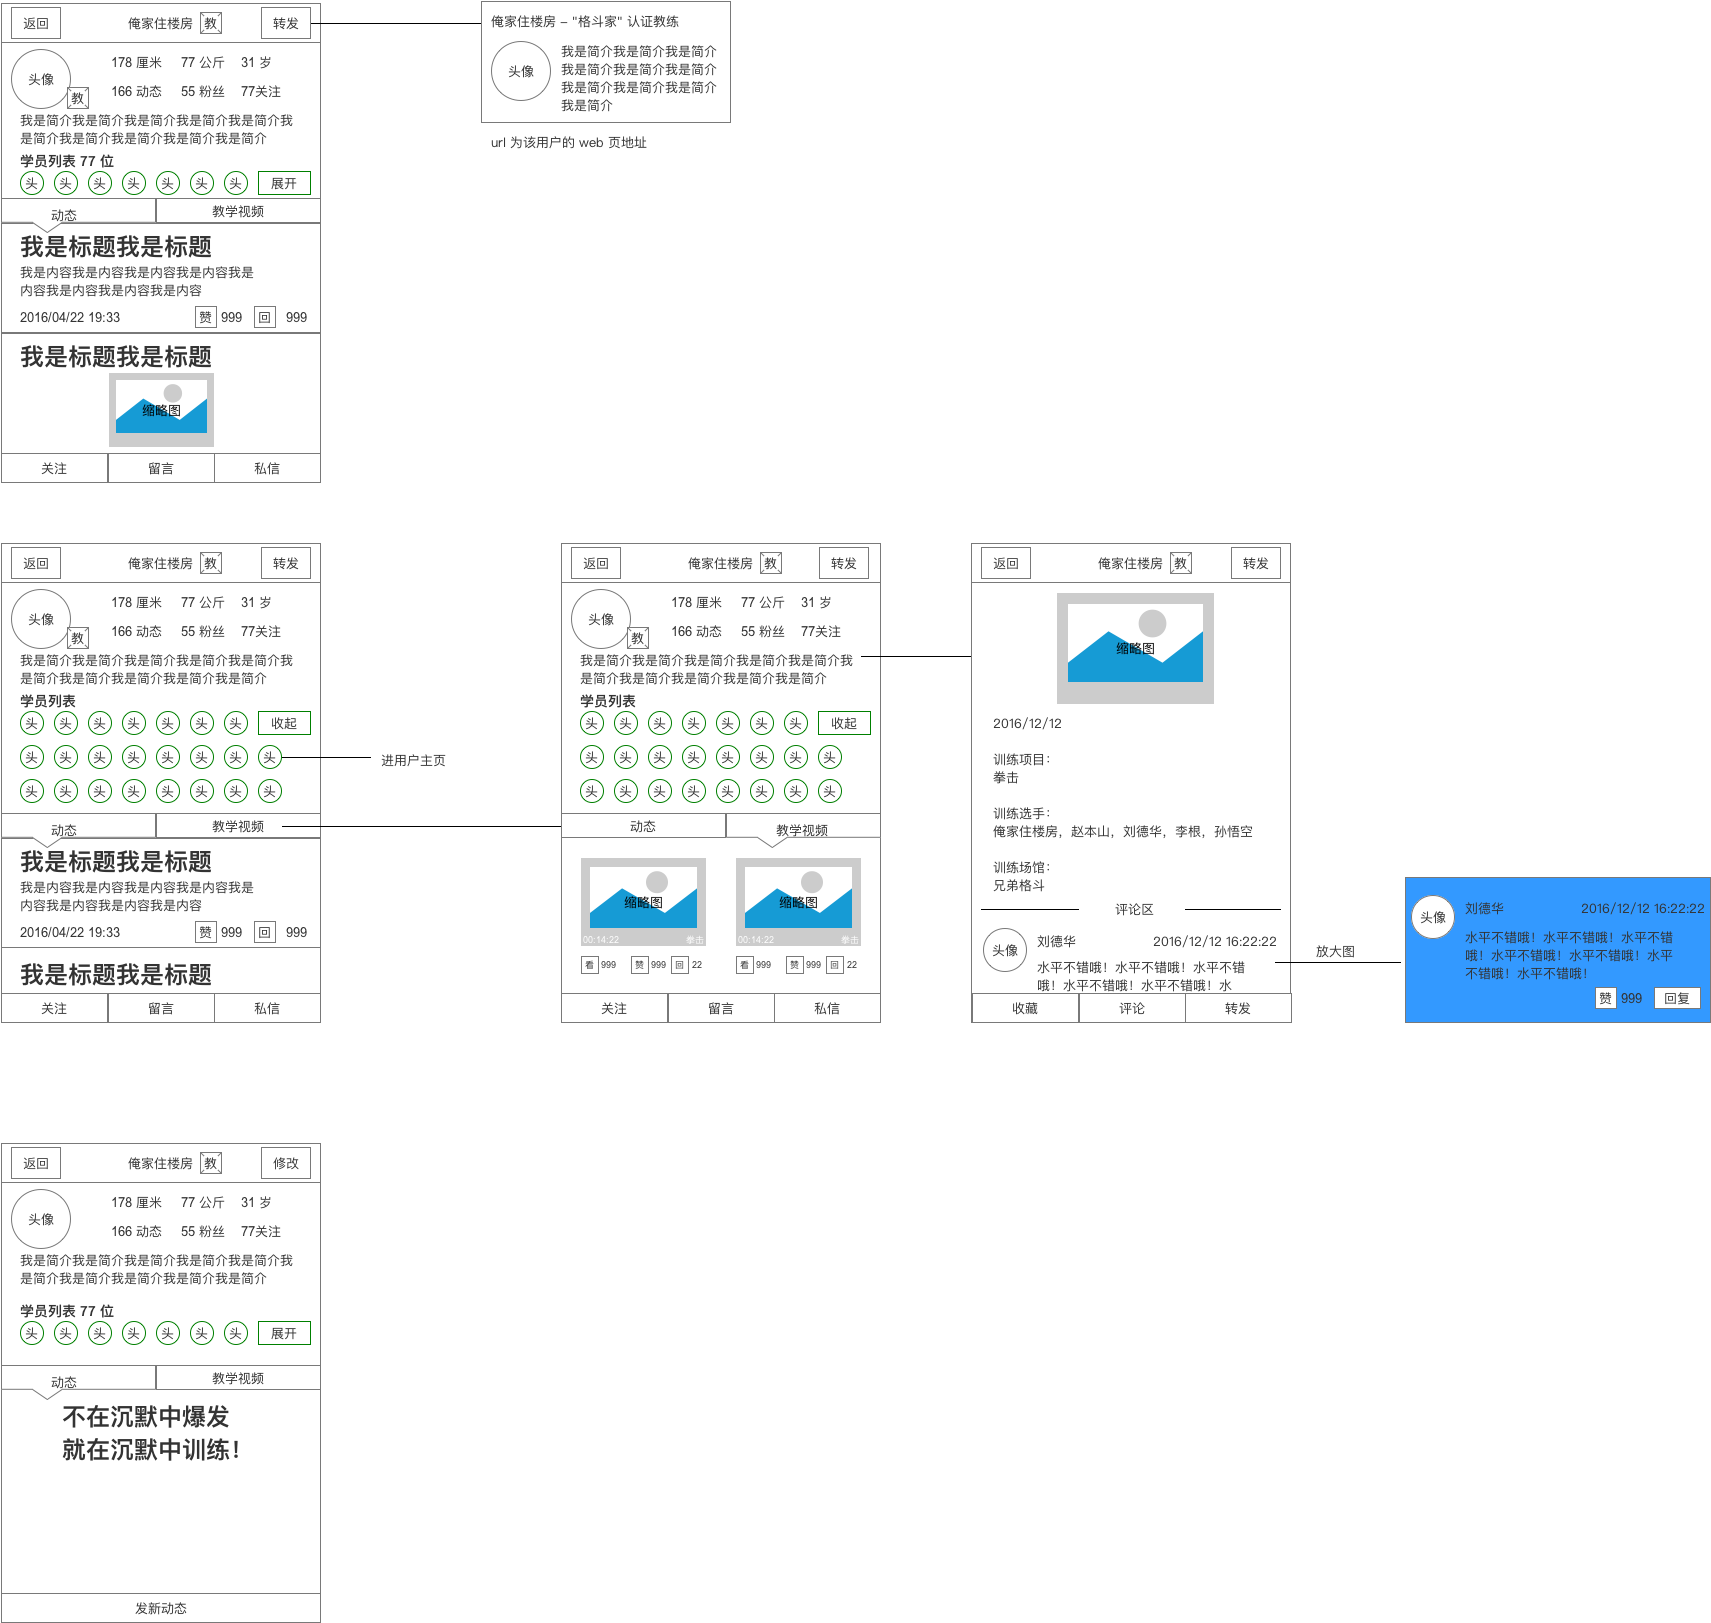 返回
俺家住楼房 教
转发
头像
教
178 厘米 77 公斤 31 岁
166 动态 55 粉丝 77关注
我是简介我是简介我是简介我是简介我是简介我
是简介我是简介我是简介我是简介我是简介
学员列表 77 位
头 头 头 头 头 头 头 展开
动态 教学视频
我是标题我是标题
我是内容我是内容我是内容我是内容我是
内容我是内容我是内容我是内容
2016/04/22 19:33 赞 999 回 999
我是标题我是标题
缩略图
关注 留言 私信
俺家住楼房 – "格斗家" 认证教练
头像
我是简介我是简介我是简介
我是简介我是简介我是简介
我是简介我是简介我是简介
我是简介
url 为该用户的 web 页地址
返回
俺家住楼房 教
转发
头像
教
178 厘米 77 公斤 31 岁
166 动态 55 粉丝 77关注
我是简介我是简介我是简介我是简介我是简介我
是简介我是简介我是简介我是简介我是简介
学员列表
头 头 头 头 头 头 头 收起
头 头 头 头 头 头 头 头
头 头 头 头 头 头 头 头
进用户主页
动态 教学视频
我是标题我是标题
我是内容我是内容我是内容我是内容我是
内容我是内容我是内容我是内容
2016/04/22 19:33 赞 999 回 999
我是标题我是标题
关注 留言 私信
返回
俺家住楼房 教
转发
头像
教
178 厘米 77 公斤 31 岁
166 动态 55 粉丝 77关注
我是简介我是简介我是简介我是简介我是简介我
是简介我是简介我是简介我是简介我是简介
学员列表
头 头 头 头 头 头 头 收起
头 头 头 头 头 头 头 头
头 头 头 头 头 头 头 头
动态 教学视频
缩略图 缩略图
00:14:22 拳击 00:14:22 拳击
看 999 赞 999 回 22 看 999 赞 999 回 22
关注 留言 私信
返回
俺家住楼房 教
转发
缩略图
2016/12/12
训练项目：
拳击
训练选手：
俺家住楼房，赵本山，刘德华，李根，孙悟空
训练场馆：
兄弟格斗
评论区
头像
刘德华 2016/12/12 16:22:22
水平不错哦！水平不错哦！水平不错
哦！水平不错哦！水平不错哦！水
收藏 评论 转发
放大图
头像
刘德华 2016/12/12 16:22:22
水平不错哦！水平不错哦！水平不错
哦！水平不错哦！水平不错哦！水平
不错哦！水平不错哦！
赞 999 回复
返回
俺家住楼房 教
修改
头像
178 厘米 77 公斤 31 岁
166 动态 55 粉丝 77关注
我是简介我是简介我是简介我是简介我是简介我
是简介我是简介我是简介我是简介我是简介
学员列表 77 位
头 头 头 头 头 头 头 展开
动态 教学视频
不在沉默中爆发
就在沉默中训练！
发新动态